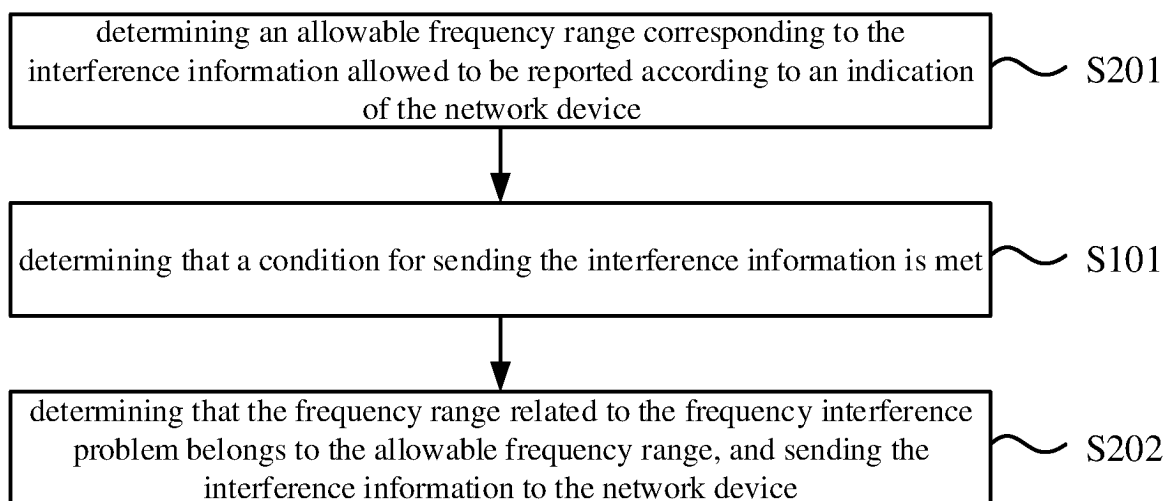 determining an allowable frequency range corresponding to the
interference information allowed to be reported according to an indication
of the network device
S201
determining that a condition for sending the interference information is met
S101
determining that the frequency range related to the frequency interference
problem belongs to the allowable frequency range, and sending the
interference information to the network device
S202